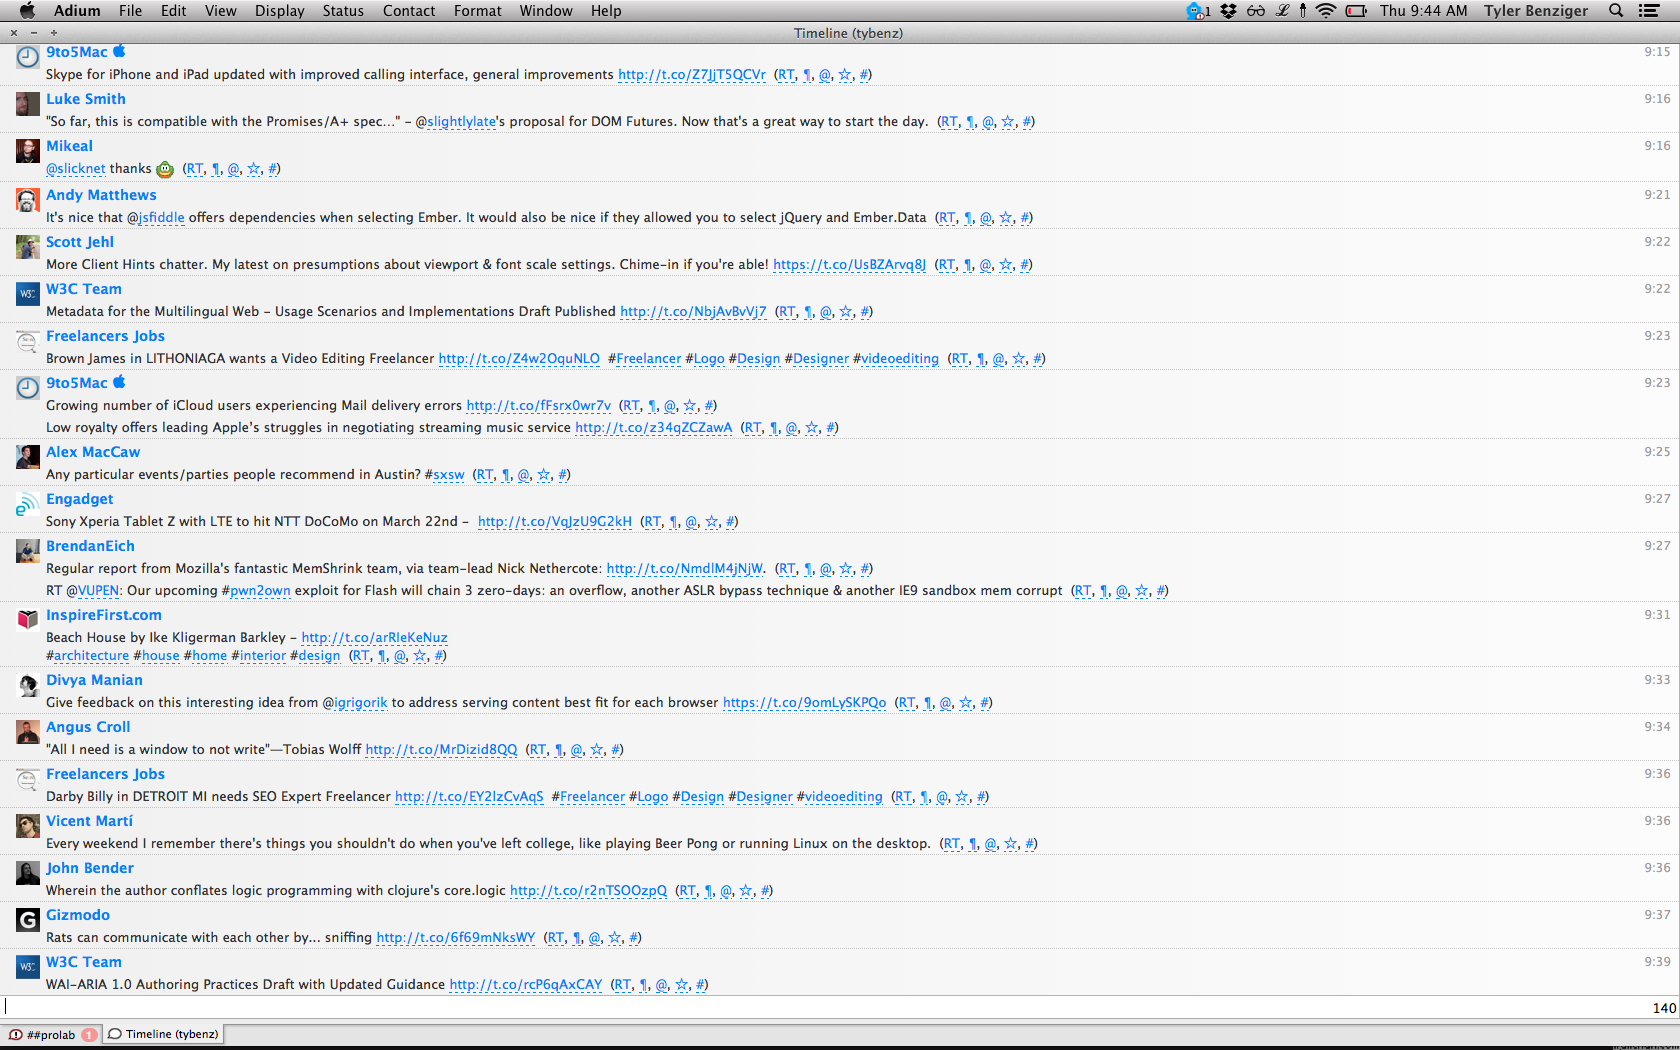 Adium File Edit View Display Status Contact Format Window Help 1 Thu 9:44 AM Tyler Benziger
Timeline (tybenz)
9to5Mac 9:15
Skype for iPhone and iPad updated with improved calling interface, general improvements http://t.co/Z7JjT5QCVr (RT, ¶, @, ☆, #)
Luke Smith 9:16
"So far, this is compatible with the Promises/A+ spec..." – @slightlylate's proposal for DOM Futures. Now that's a great way to start the day. (RT, ¶, @, ☆, #)
Mikeal 9:16
@slicknet thanks (RT, ¶, @, ☆, #)
Andy Matthews 9:21
It's nice that @jsfiddle offers dependencies when selecting Ember. It would also be nice if they allowed you to select jQuery and Ember.Data (RT, ¶, @, ☆, #)
Scott Jehl 9:22
More Client Hints chatter. My latest on presumptions about viewport & font scale settings. Chime-in if you're able! https://t.co/UsBZArvq8J (RT, ¶, @, ☆, #)
W3C Team 9:22
Metadata for the Multilingual Web – Usage Scenarios and Implementations Draft Published http://t.co/NbjAvBvVj7 (RT, ¶, @, ☆, #)
Freelancers Jobs 9:23
Brown James in LITHONIAGA wants a Video Editing Freelancer http://t.co/Z4w2OquNLO #Freelancer #Logo #Design #Designer #videoediting (RT, ¶, @, ☆, #)
9to5Mac 9:23
Growing number of iCloud users experiencing Mail delivery errors http://t.co/fFsrx0wr7v (RT, ¶, @, ☆, #)
Low royalty offers leading Apple's struggles in negotiating streaming music service http://t.co/z34qZCZawA (RT, ¶, @, ☆, #)
Alex MacCaw 9:25
Any particular events/parties people recommend in Austin? #sxsw (RT, ¶, @, ☆, #)
Engadget 9:27
Sony Xperia Tablet Z with LTE to hit NTT DoCoMo on March 22nd – http://t.co/VqJzU9G2kH (RT, ¶, @, ☆, #)
BrendanEich 9:27
Regular report from Mozilla's fantastic MemShrink team, via team-lead Nick Nethercote: http://t.co/NmdlM4jNjW. (RT, ¶, @, ☆, #)
RT @VUPEN: Our upcoming #pwn2own exploit for Flash will chain 3 zero-days: an overflow, another ASLR bypass technique & another IE9 sandbox mem corrupt (RT, ¶, @, ☆, #)
InspireFirst.com 9:31
Beach House by Ike Kligerman Barkley – http://t.co/arRleKeNuz
#architecture #house #home #interior #design (RT, ¶, @, ☆, #)
Divya Manian 9:33
Give feedback on this interesting idea from @igrigorik to address serving content best fit for each browser https://t.co/9omLySKPQo (RT, ¶, @, ☆, #)
Angus Croll 9:34
"All I need is a window to not write"—Tobias Wolff http://t.co/MrDizid8QQ (RT, ¶, @, ☆, #)
Freelancers Jobs 9:36
Darby Billy in DETROIT MI needs SEO Expert Freelancer http://t.co/EY2lzCvAqS #Freelancer #Logo #Design #Designer #videoediting (RT, ¶, @, ☆, #)
Vicent Martí 9:36
Every weekend I remember there's things you shouldn't do when you've left college, like playing Beer Pong or running Linux on the desktop. (RT, ¶, @, ☆, #)
John Bender 9:36
Wherein the author conflates logic programming with clojure's core.logic http://t.co/r2nTSOOzpQ (RT, ¶, @, ☆, #)
G Gizmodo 9:37
Rats can communicate with each other by... sniffing http://t.co/6f69mNksWY (RT, ¶, @, ☆, #)
W3C W3C Team 9:39
WAI-ARIA 1.0 Authoring Practices Draft with Updated Guidance http://t.co/rcP6qAxCAY (RT, ¶, @, ☆, #)
140
##prolab 1 Timeline (tybenz)